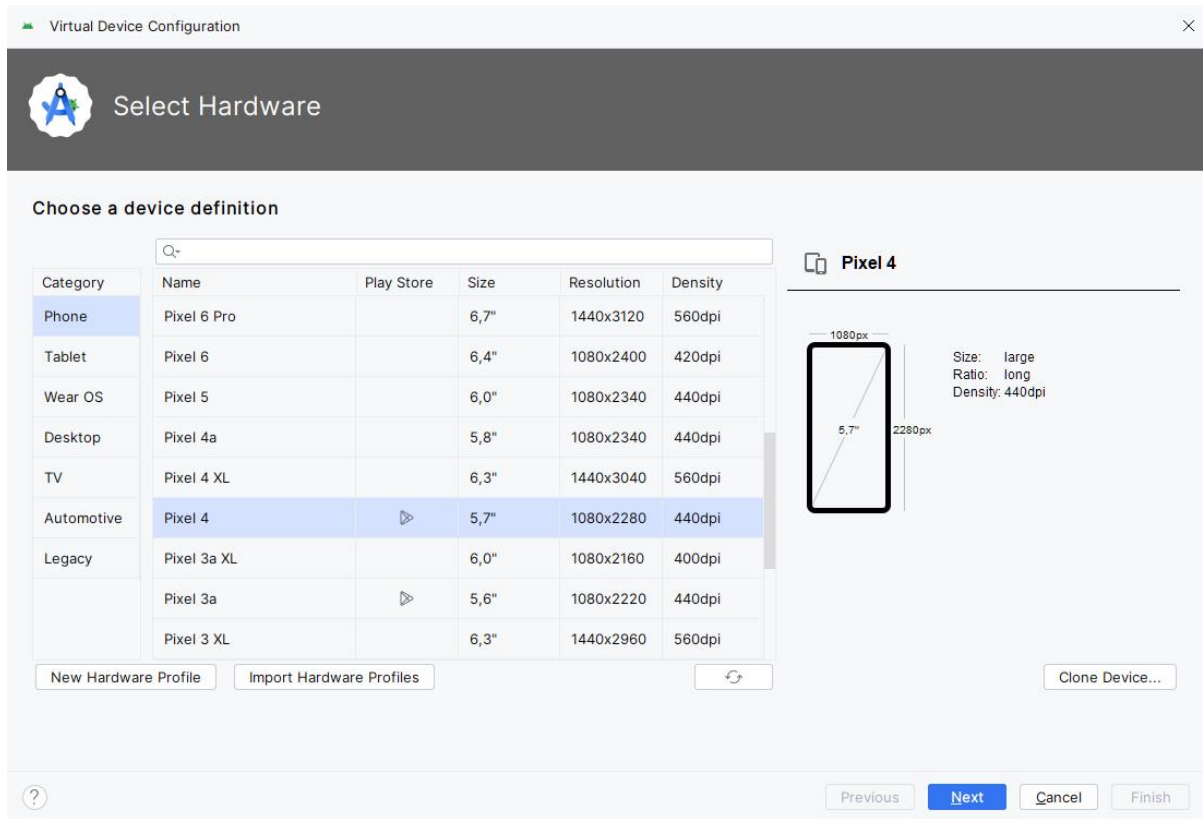 Virtual Device Configuration
Select Hardware
Choose a device definition
Category
Phone
Tablet
Wear OS
Desktop
TV
Automotive
Legacy
Name Play Store Size Resolution Density
Pixel 6 Pro 6,7" 1440x3120 560dpi
Pixel 6 6,4" 1080x2400 420dpi
Pixel 5 6,0" 1080x2340 440dpi
Pixel 4a 5,8" 1080x2340 440dpi
Pixel 4 XL 6,3" 1440x3040 560dpi
Pixel 4 5,7" 1080x2280 440dpi
Pixel 3a XL 6,0" 1080x2160 400dpi
Pixel 3a 5,6" 1080x2220 440dpi
Pixel 3 XL 6,3" 1440x2960 560dpi
New Hardware Profile
Import Hardware Profiles
Pixel 4
1080px
5,7"
2280px
Size: large
Ratio: long
Density: 440dpi
Clone Device...
?
Previous
Next
Cancel
Finish